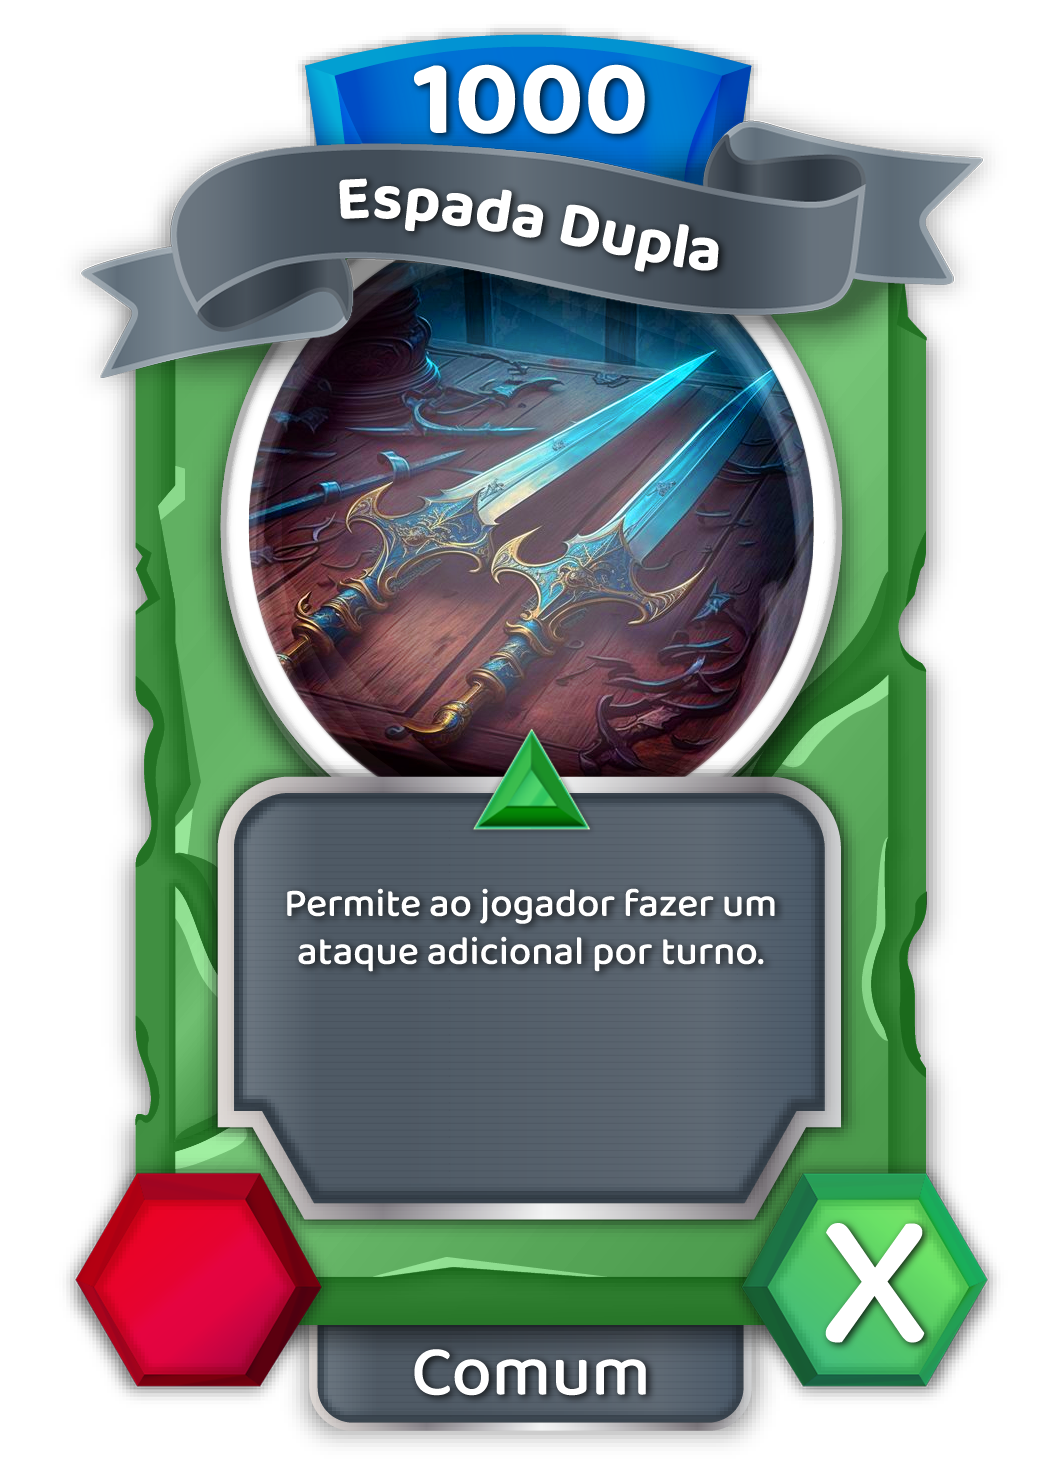 1000
Espada Dupla
Permite ao jogador fazer um
ataque adicional por turno.
X
Comum